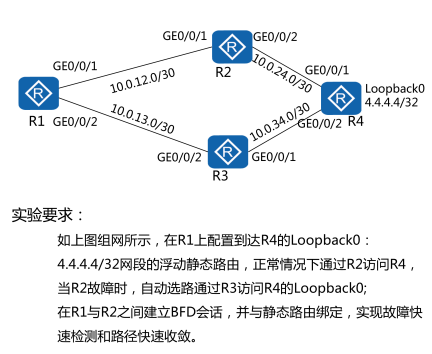 GE0/0/1
GE0/0/2
R2
GE0/0/1
10.0.12.0/30
10.0.24.0/30
GE0/0/1
Loopback0
4.4.4.4/32
R
R
R
R
R1
GE0/0/2
10.0.13.0/30
10.0.34.0/30
GE0/0/2
R4
GE0/0/2
R3
GE0/0/1
实验要求：
如上图组网所示，在R1上配置到达R4的Loopback0：
4.4.4.4/32网段的浮动静态路由，正常情况下通过R2访问R4，
当R2故障时，自动选路通过R3访问R4的Loopback0;
在R1与R2之间建立BFD会话，并与静态路由绑定，实现故障快
速检测和路径快速收敛。